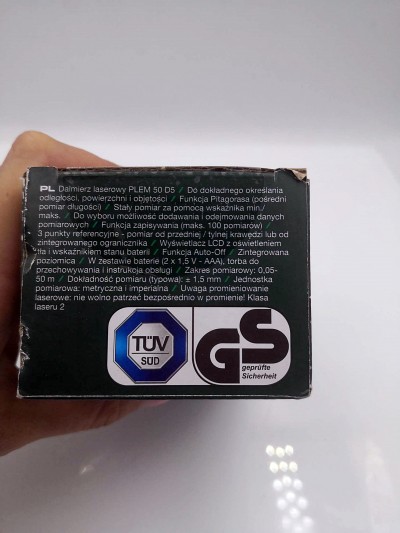 PL Dalmierz laserowy PLEM 50 D5 / Do dokładnego określania
odległości, powierzchni i objętości / Funkcja Pitagorasa (pośredni
pomiar długości) / Stały pomiar za pomocą wskaźnika min./
maks. / Do wyboru możliwość dodawania i odejmowania danych
pomiarowych / Funkcja zapisywania (maks. 100 pomiarów) /
3 punkty referencyjne - pomiar od przedniej / tylnej krawędzi lub od
zintegrowanego ogranicznika / Wyświetlacz LCD z oświetleniem
tła i wskaźnikiem stanu baterii / Funkcja Auto-Off / Zintegrowana
poziomica / W zestawie baterie (2 x 1,5 V - AAA), torba do
przechowywania i instrukcja obsługi / Zakres pomiarowy: 0,05-
50 m / Dokładność pomiaru (typowa): ± 1,5 mm / Jednostka
pomiarowa: metryczna i imperialna / Uwaga promieniowanie
laserowe: nie wolno patrzeć bezpośrednio w promienie! Klasa
laseru 2
TÜV
SÜD
GS
geprüfte
Sicherheit